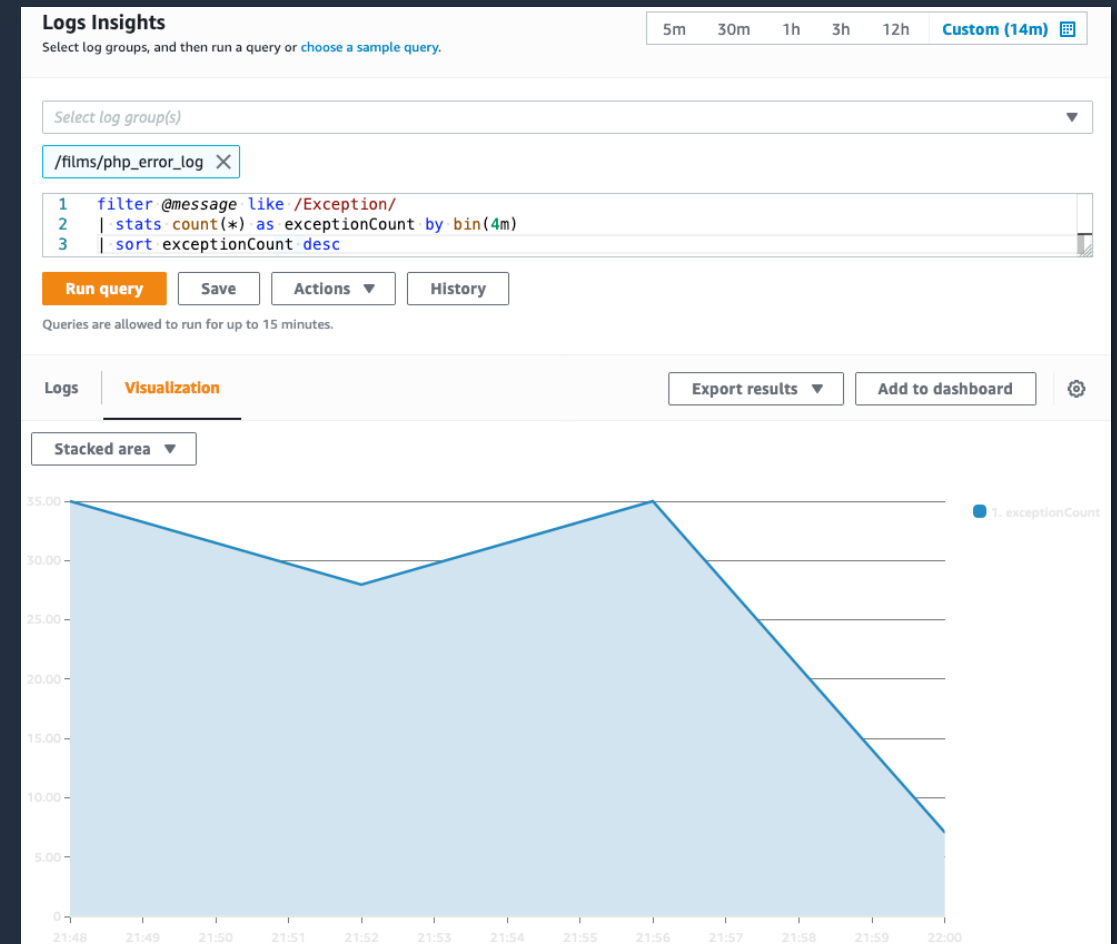 Logs Insights
Select log groups, and then run a query or choose a sample query.
5m 30m 1h 3h 12h Custom (14m)
Select log group(s)
/films/php_error_log
1 filter @message like /Exception/
2 | stats count(*) as exceptionCount by bin(4m)
3 | sort exceptionCount desc
Run query Save Actions History
Queries are allowed to run for up to 15 minutes.
Logs Visualization Export results Add to dashboard
Stacked area
35.00
1. exceptionCount
30.00
25.00
20.00
15.00
10.00
5.00
0
21:48 21:49 21:50 21:51 21:52 21:53 21:54 21:55 21:56 21:57 21:58 21:59 22:00